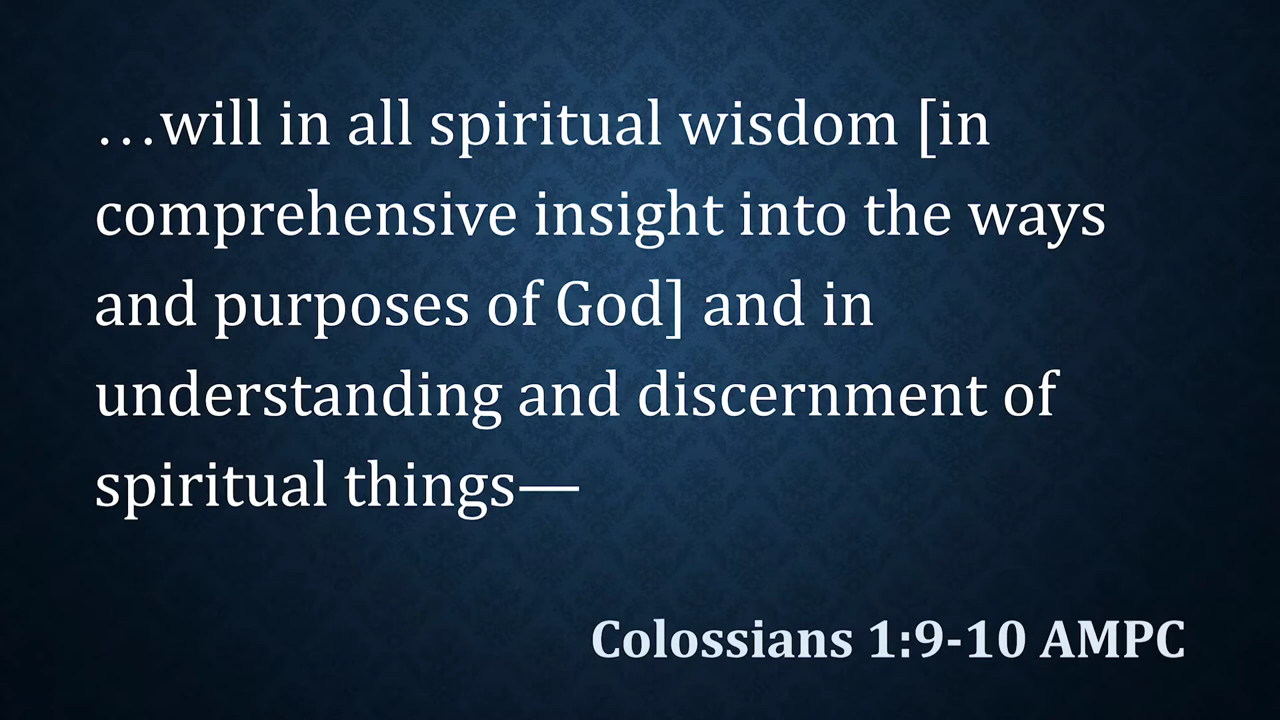 ...will in all spiritual wisdom [in
comprehensive insight into the ways
and purposes of God] and in
understanding and discernment of
spiritual things—
Colossians 1:9-10 AMPC